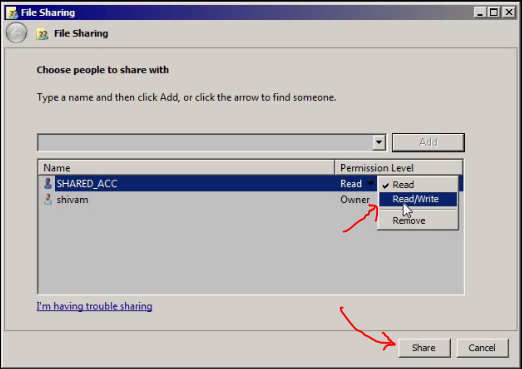 File Sharing
File Sharing
Choose people to share with
Type a name and then click Add, or click the arrow to find someone.
Add
Name Permission Level
SHARED_ACC Read Read
shivam Owner Read/Write
Remove
I'm having trouble sharing
Share Cancel